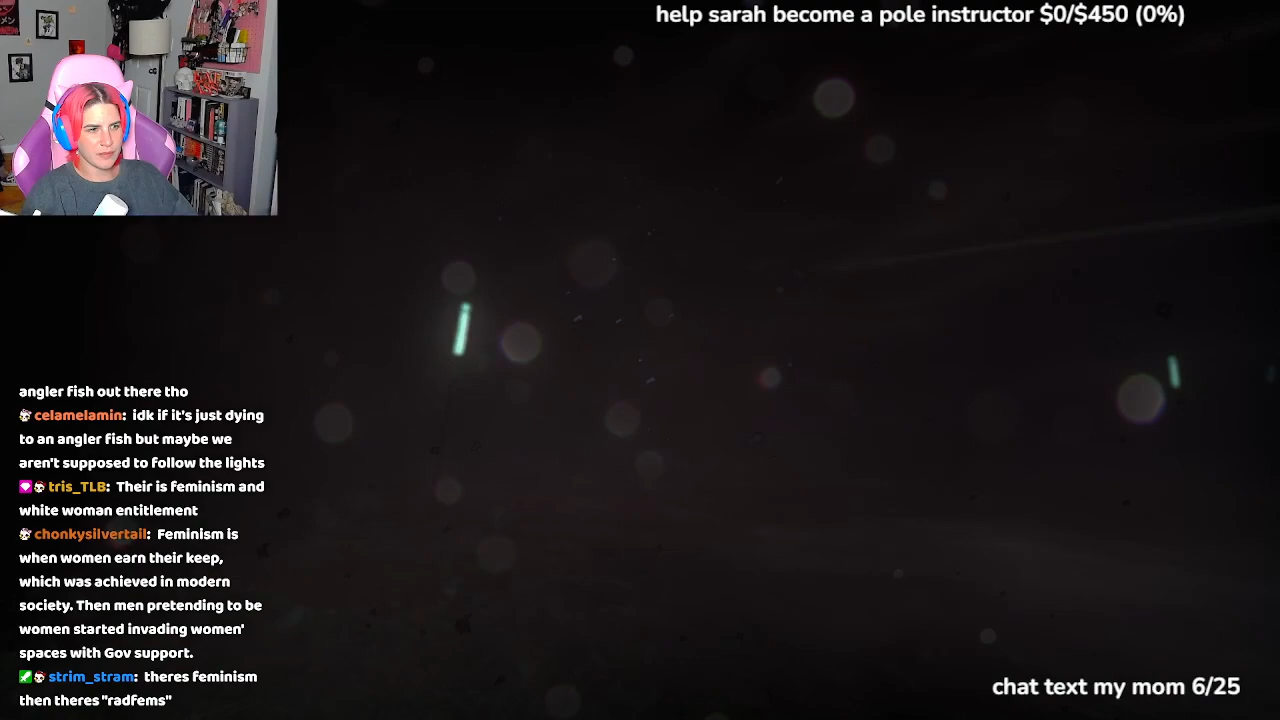 help sarah become a pole instructor $0/$450 (0%)
angler fish out there tho
celamelamin: idk if it's just dying
to an angler fish but maybe we
aren't supposed to follow the lights
tris_TLB: Their is feminism and
white woman entitlement
chonkysilvertail: Feminism is
when women earn their keep,
which was achieved in modern
society. Then men pretending to be
women started invading women'
spaces with Gov support.
strim_stram: theres feminism
then theres "radfems"
chat text my mom 6/25